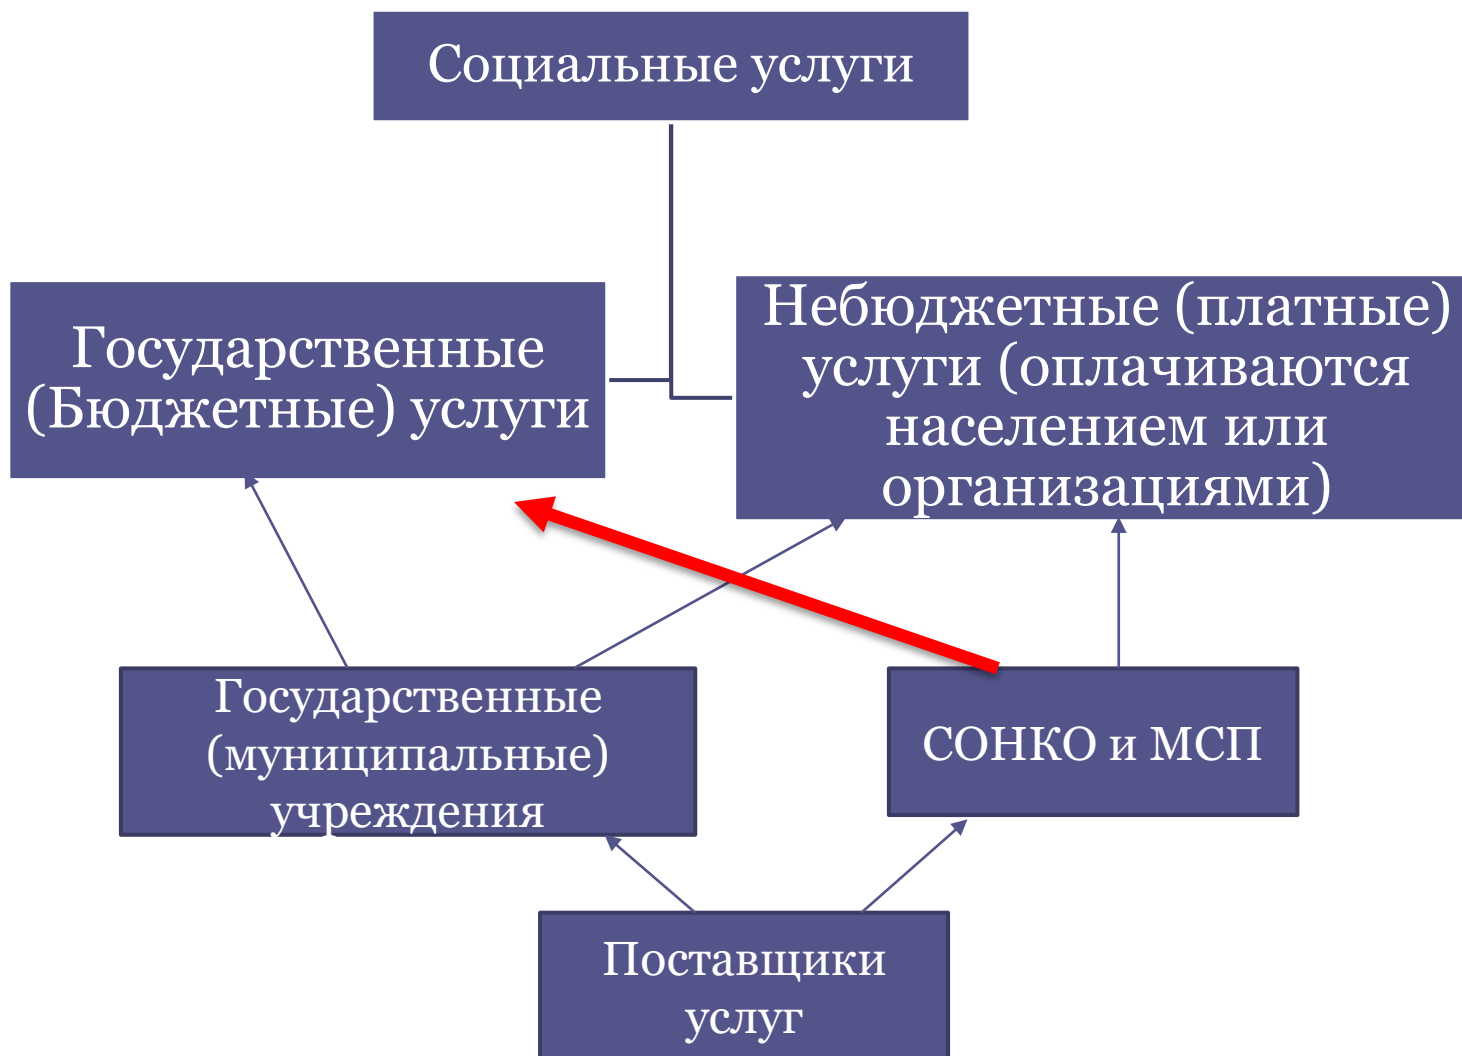 Социальные услуги
Государственные
(Бюджетные) услуги
Небюджетные (платные)
услуги (оплачиваются
населением или
организациями)
Государственные
(муниципальные)
учреждения
СОНКО и МСП
Поставщики
услуг